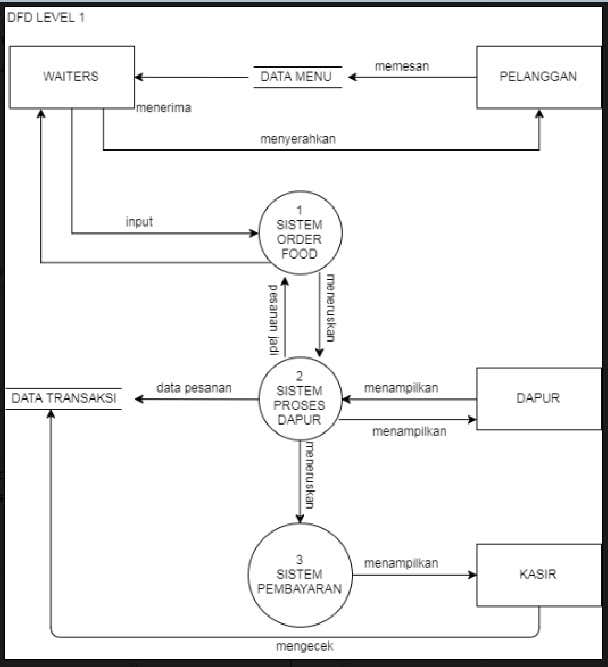 DFD LEVEL 1
WAITERS
DATA MENU
memesan
PELANGGAN
menerima
menyerahkan
input
1
SISTEM
ORDER
FOOD
pesanan jadi
meneruskan
2
SISTEM
PROSES
DAPUR
DATA TRANSAKSI
data pesanan
menampilkan
DAPUR
menampilkan
meneruskan
3
SISTEM
PEMBAYARAN
menampilkan
KASIR
mengecek